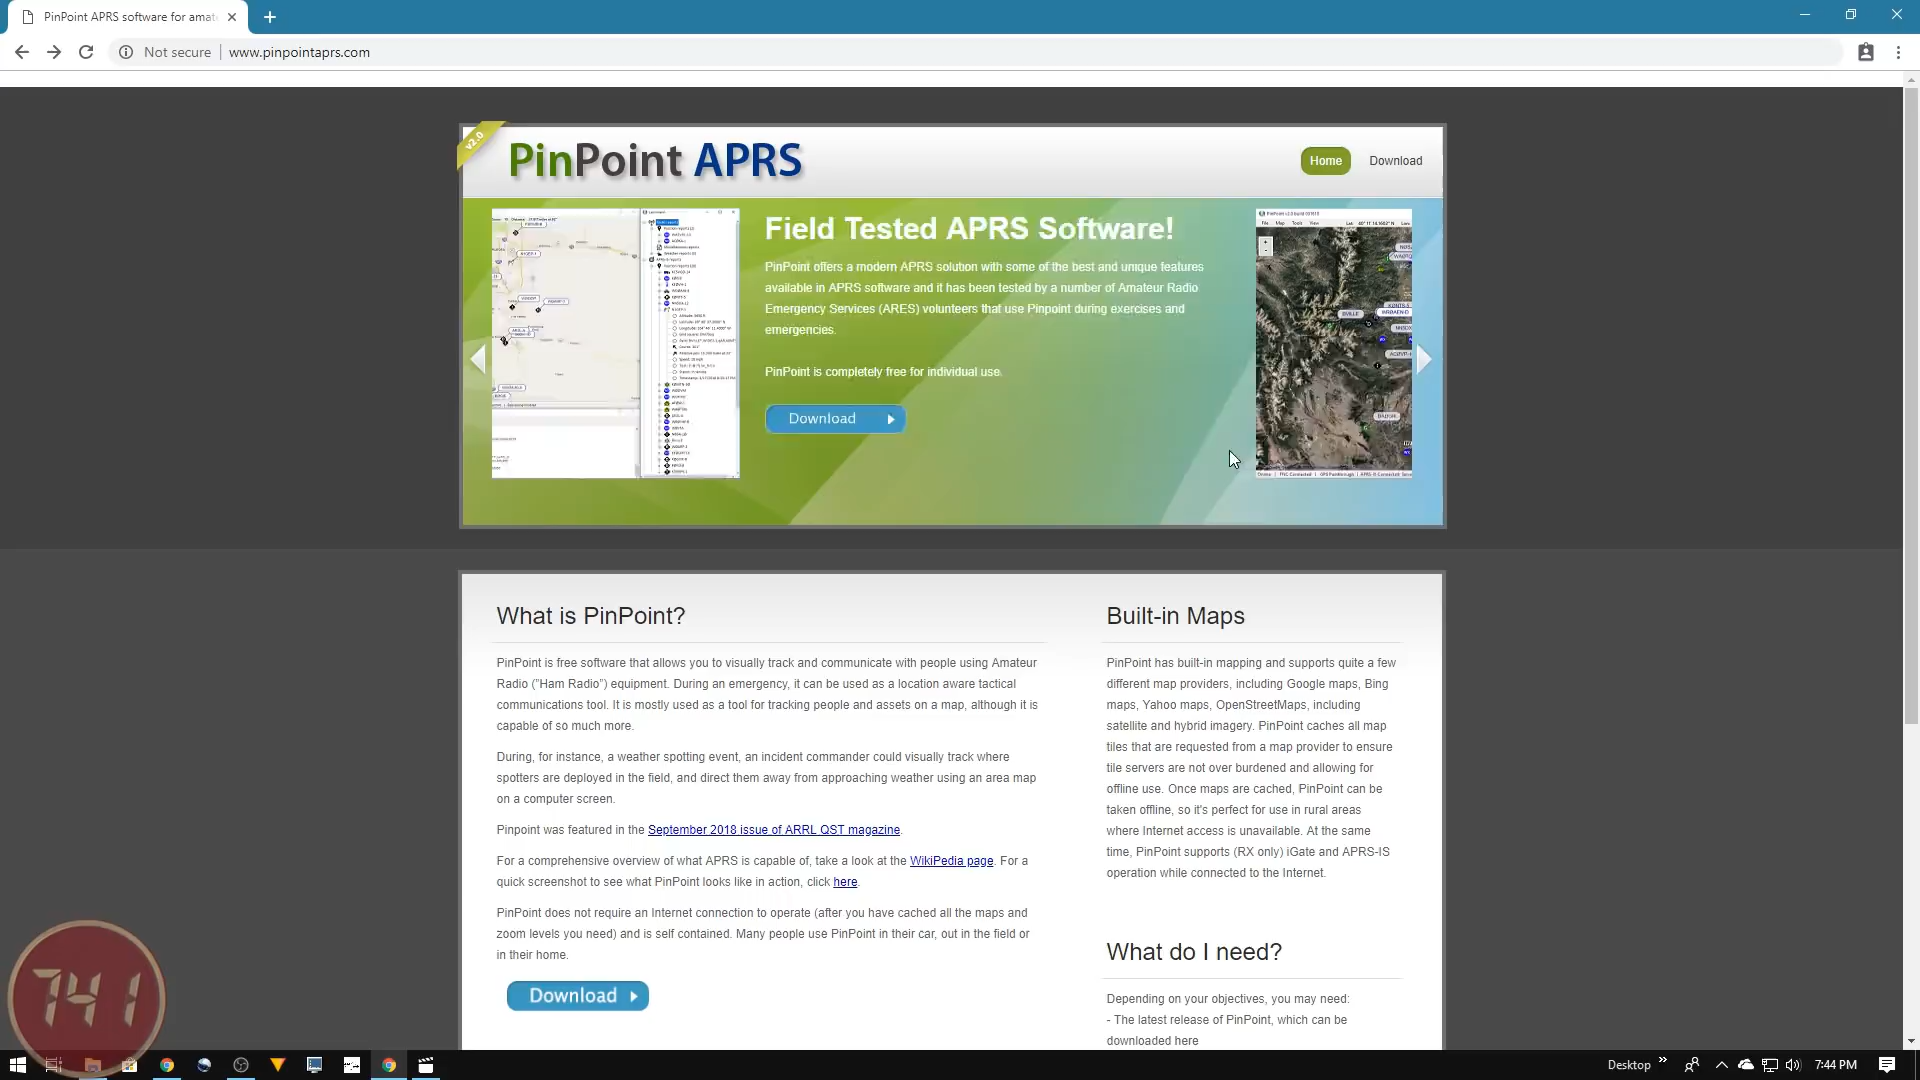 PinPoint APRS software for amat
Not secure
www.pinpointaprs.com
v2.0
PinPoint APRS
Home
Download
Field Tested APRS Software!
PinPoint offers a modern APRS solution with some of the best and unique features
available in APRS software and it has been tested by a number of Amateur Radio
Emergency Services (ARES) volunteers that use Pinpoint during exercises and
emergencies.
PinPoint is completely free for individual use.
Download
What is PinPoint?
PinPoint is free software that allows you to visually track and communicate with people using Amateur
Radio ("Ham Radio") equipment. During an emergency, it can be used as a location aware tactical
communications tool. It is mostly used as a tool for tracking people and assets on a map, although it is
capable of so much more.
During, for instance, a weather spotting event, an incident commander could visually track where
spotters are deployed in the field, and direct them away from approaching weather using an area map
on a computer screen.
Pinpoint was featured in the September 2018 issue of ARRL QST magazine.
For a comprehensive overview of what APRS is capable of, take a look at the WikiPedia page. For a
quick screenshot to see what PinPoint looks like in action, click here.
PinPoint does not require an Internet connection to operate (after you have cached all the maps and
zoom levels you need) and is self contained. Many people use PinPoint in their car, out in the field or
in their home.
Download
Built-in Maps
PinPoint has built-in mapping and supports quite a few
different map providers, including Google maps, Bing
maps, Yahoo maps, OpenStreetMaps, including
satellite and hybrid imagery. PinPoint caches all map
tiles that are requested from a map provider to ensure
tile servers are not over burdened and allowing for
offline use. Once maps are cached, PinPoint can be
taken offline, so it's perfect for use in rural areas
where Internet access is unavailable. At the same
time, PinPoint supports (RX only) iGate and APRS-IS
operation while connected to the Internet.
What do I need?
Depending on your objectives, you may need:
- The latest release of PinPoint, which can be
downloaded here
741
Desktop
7:44 PM